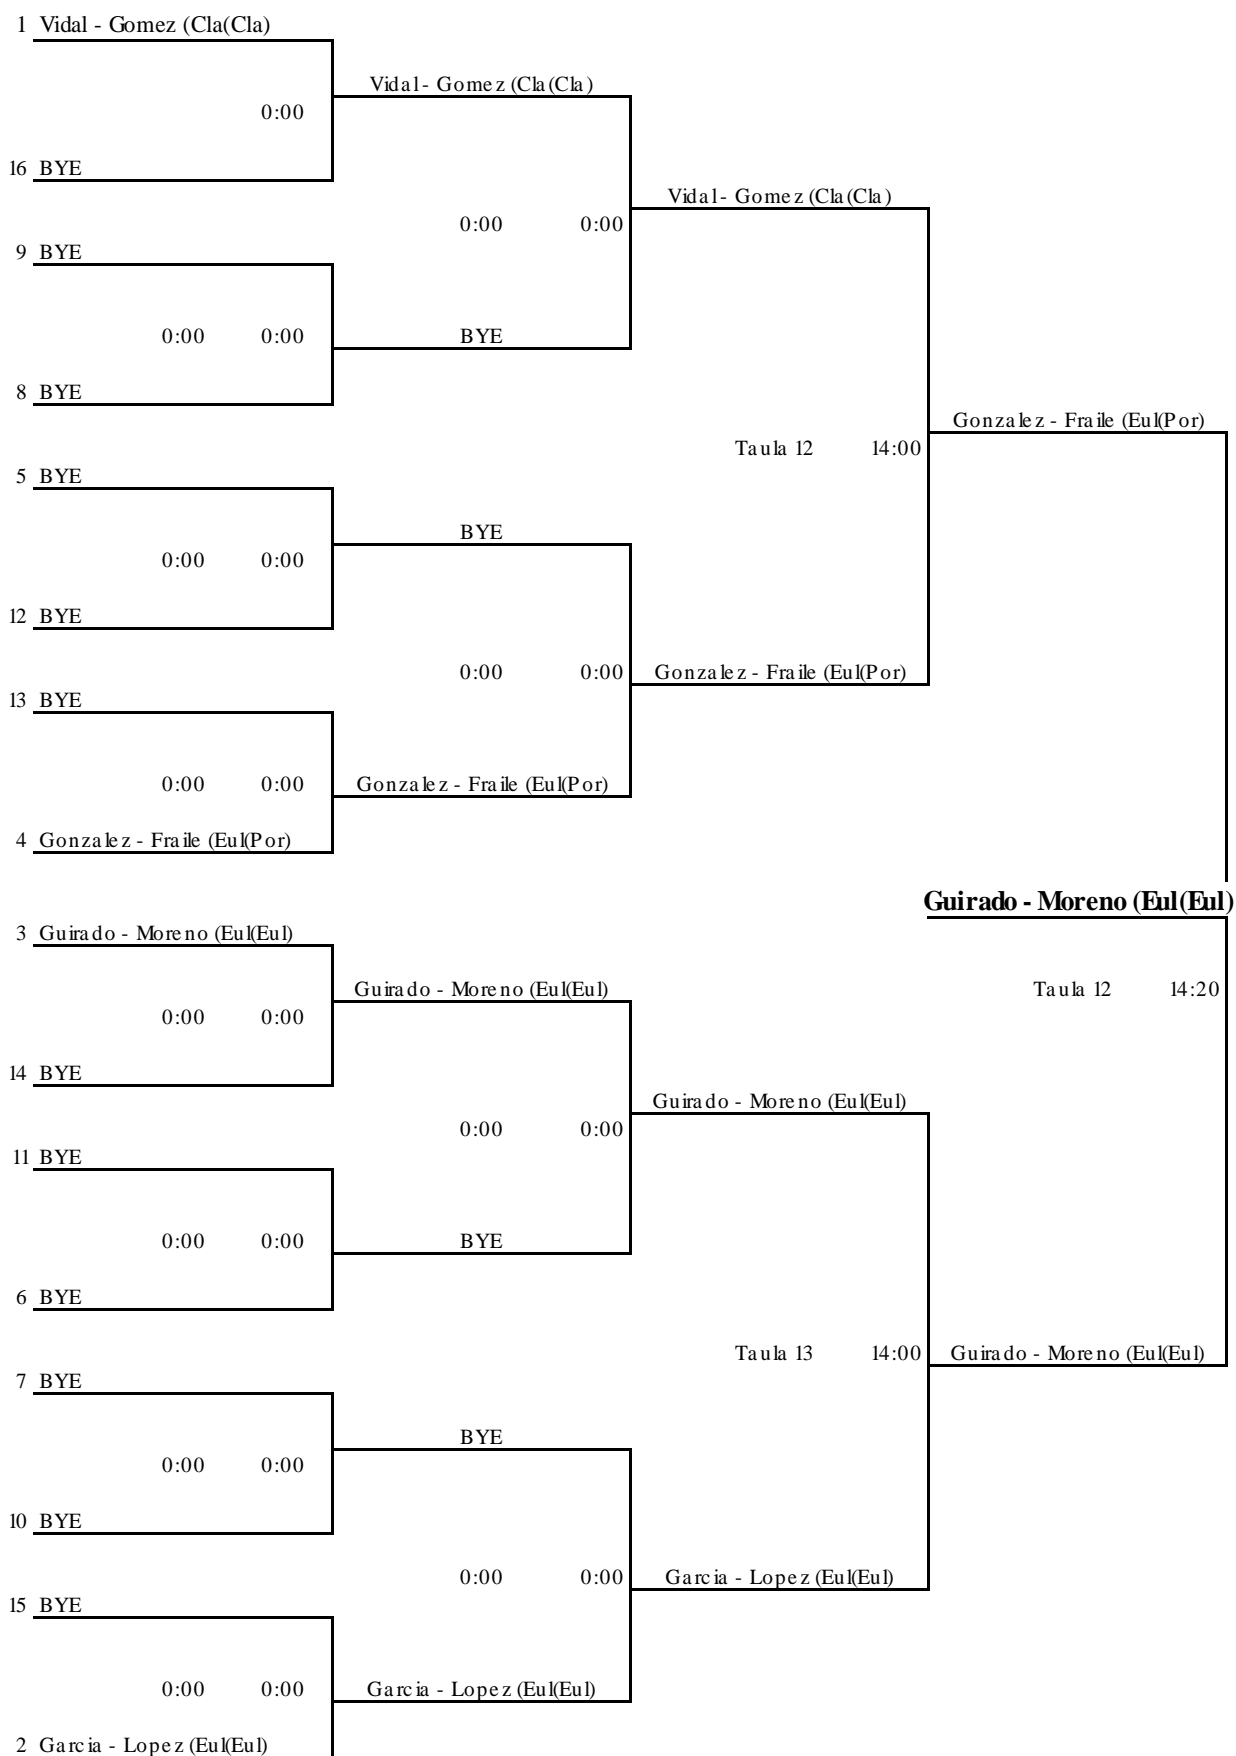 1 Vidal - Gomez (Cla(Cla)
Vidal - Gomez (Cla(Cla)
0:00
16 BYE
Vidal - Gomez (Cla(Cla)
0:00 0:00
9 BYE
0:00 0:00 BYE
8 BYE
Gonzalez - Fraile (Eul(Por)
Taula 12 14:00
5 BYE
BYE
0:00 0:00
12 BYE
0:00 0:00 Gonzalez - Fraile (Eul(Por)
13 BYE
0:00 0:00 Gonzalez - Fraile (Eul(Por)
4 Gonzalez - Fraile (Eul(Por)
Guirado - Moreno (Eul(Eul)
3 Guirado - Moreno (Eul(Eul)
Guirado - Moreno (Eul(Eul)
Taula 12 14:20
0:00 0:00
14 BYE
Guirado - Moreno (Eul(Eul)
0:00 0:00
11 BYE
0:00 0:00 BYE
6 BYE
Taula 13 14:00 Guirado - Moreno (Eul(Eul)
7 BYE
BYE
0:00 0:00
10 BYE
0:00 0:00 Garcia - Lopez (Eul(Eul)
15 BYE
0:00 0:00 Garcia - Lopez (Eul(Eul)
2 Garcia - Lopez (Eul(Eul)